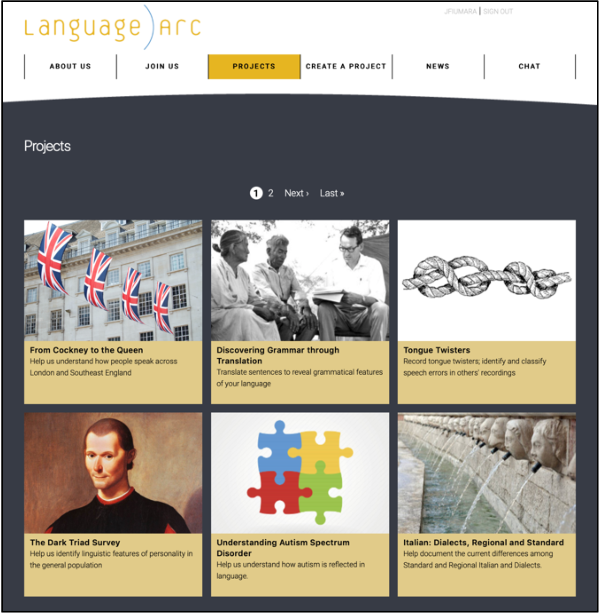 Language)ARC
JFIUMARA | SIGN OUT
ABOUT US
JOIN US
PROJECTS
CREATE A PROJECT
NEWS
CHAT
Projects
1 2 Next › Last »
From Cockney to the Queen
Help us understand how people speak across
London and Southeast England
Discovering Grammar through
Translation
Translate sentences to reveal grammatical features
of your language
Tongue Twisters
Record tongue twisters; identify and classify
speech errors in others' recordings
The Dark Triad Survey
Help us identify linguistic features of personality in
the general population
Understanding Autism Spectrum
Disorder
Help us understand how autism is reflected in
language.
Italian: Dialects, Regional and Standard
Help document the current differences among
Standard and Regional Italian and Dialects.